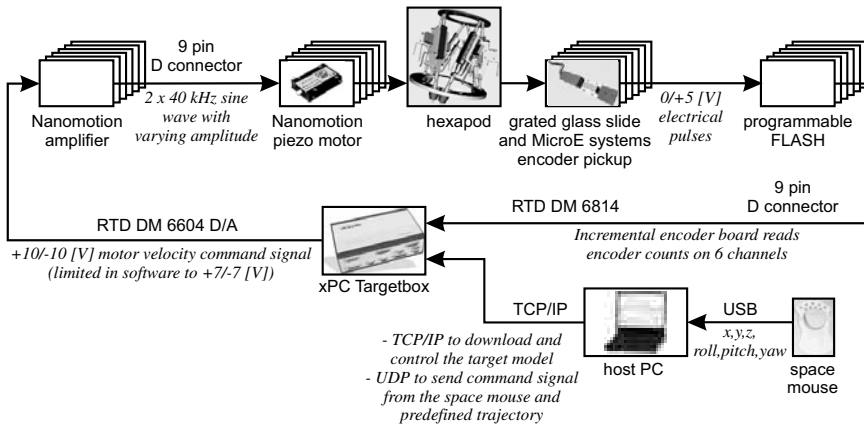 9 pin
D connector
2 x 40 kHz sine
wave with
varying amplitude
Nanomotion
amplifier
Nanomotion
piezo motor
hexapod
grated glass slide
and MicroE systems
encoder pickup
0/+5 [V]
electrical
pulses
programmable
FLASH
9 pin
D connector
RTD DM 6814
Incremental encoder board reads
encoder counts on 6 channels
RTD DM 6604 D/A
+10/-10 [V] motor velocity command signal
(limited in software to +7/-7 [V])
xPC Targetbox
TCP/IP
- TCP/IP to download and
control the target model
- UDP to send command signal
from the space mouse and
predefined trajectory
host PC
USB
x,y,z,
roll,pitch,yaw
space
mouse